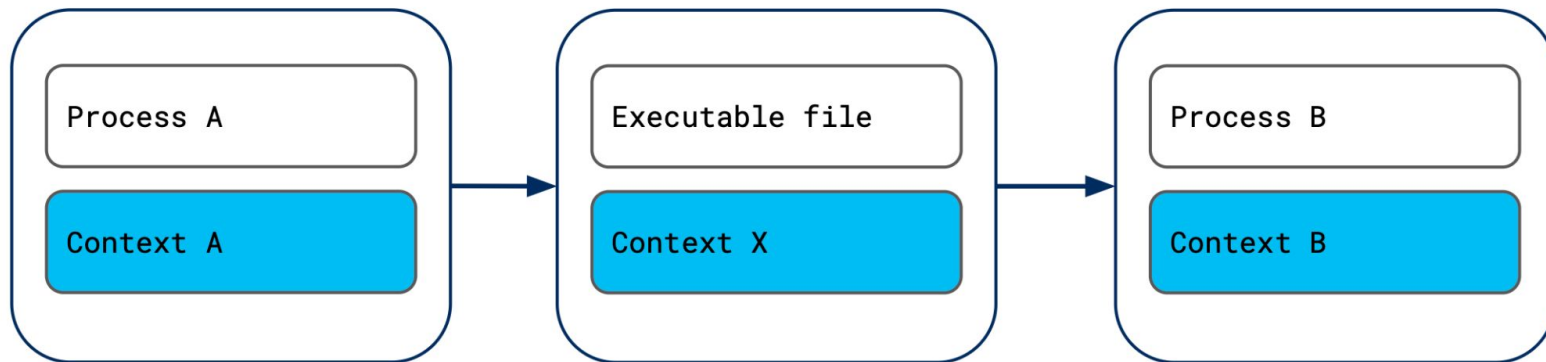 Process A
Context A
Executable file
Context X
Process B
Context B